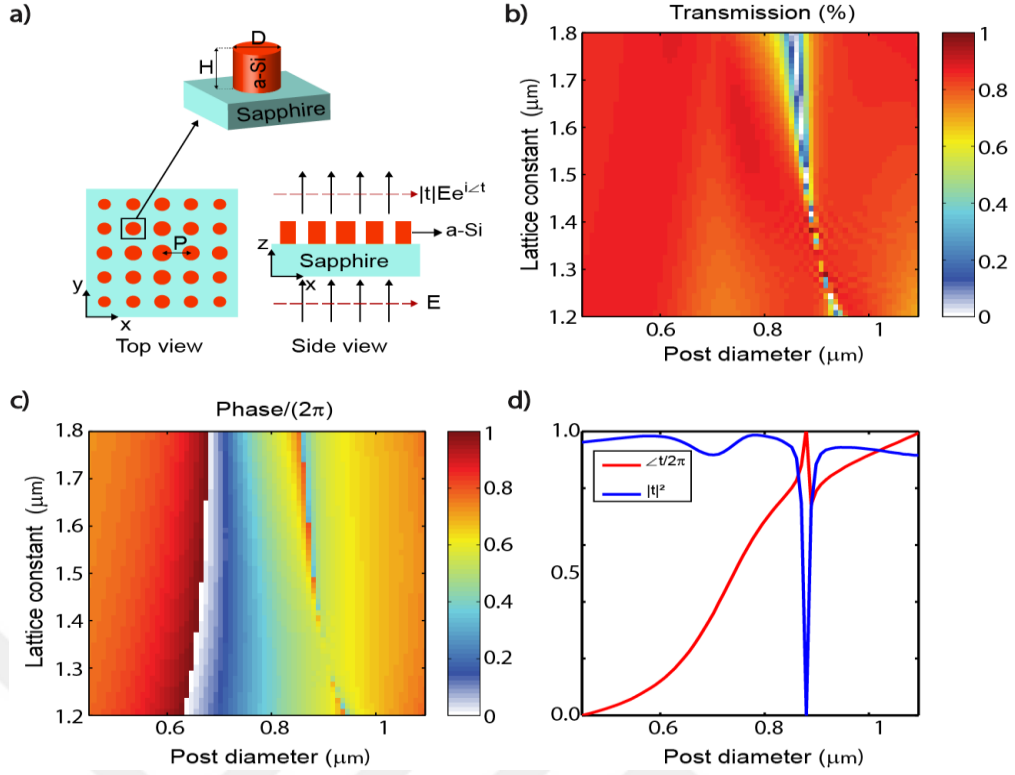 a)
D
H
a-Si
Sapphire
P
y
x
Top view
|t|Ee^i∠t
a-Si
z
Sapphire
x
E
Side view
b)
Transmission (%)
Lattice constant (μm)
1.8
1.7
1.6
1.5
1.4
1.3
1.2
0.6 0.8 1
Post diameter (μm)
1
0.8
0.6
0.4
0.2
0
c)
Phase/(2π)
Lattice constant (μm)
1.8
1.7
1.6
1.5
1.4
1.3
1.2
0.6 0.8 1
Post diameter (μm)
1
0.8
0.6
0.4
0.2
0
d)
1.0
0.5
0.0
∠t/2π
|t|²
0.6 0.8 1
Post diameter (μm)